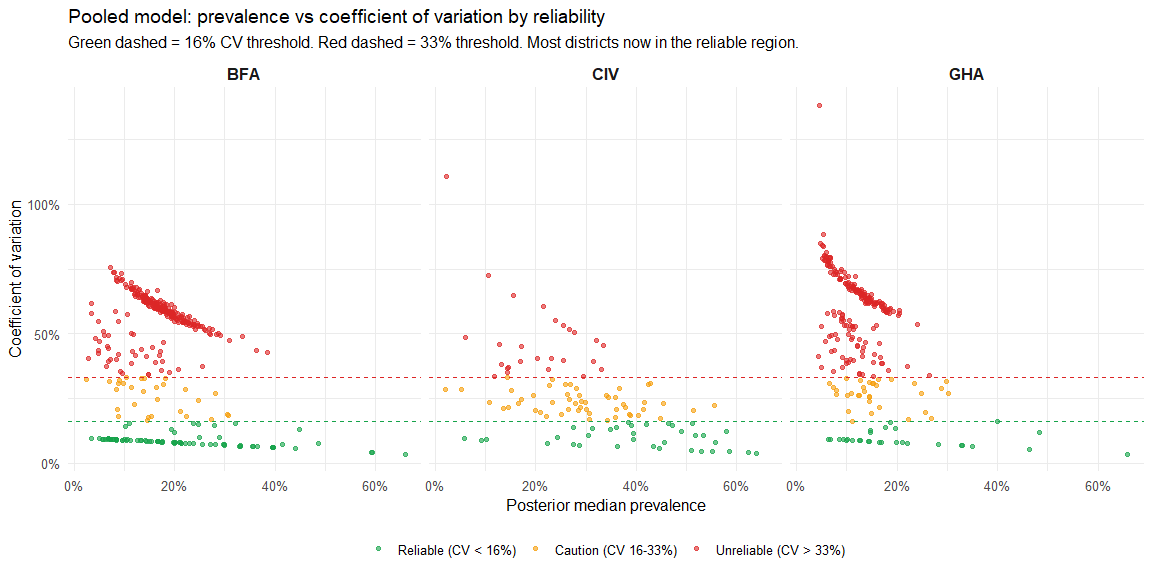 Pooled model: prevalence vs coefficient of variation by reliability
Green dashed = 16% CV threshold. Red dashed = 33% threshold. Most districts now in the reliable region.
BFA CIV GHA
Coefficient of variation
100%
50%
0%
0% 20% 40% 60% 0% 20% 40% 60% 0% 20% 40% 60%
Posterior median prevalence
Reliable (CV < 16%) Caution (CV 16-33%) Unreliable (CV > 33%)